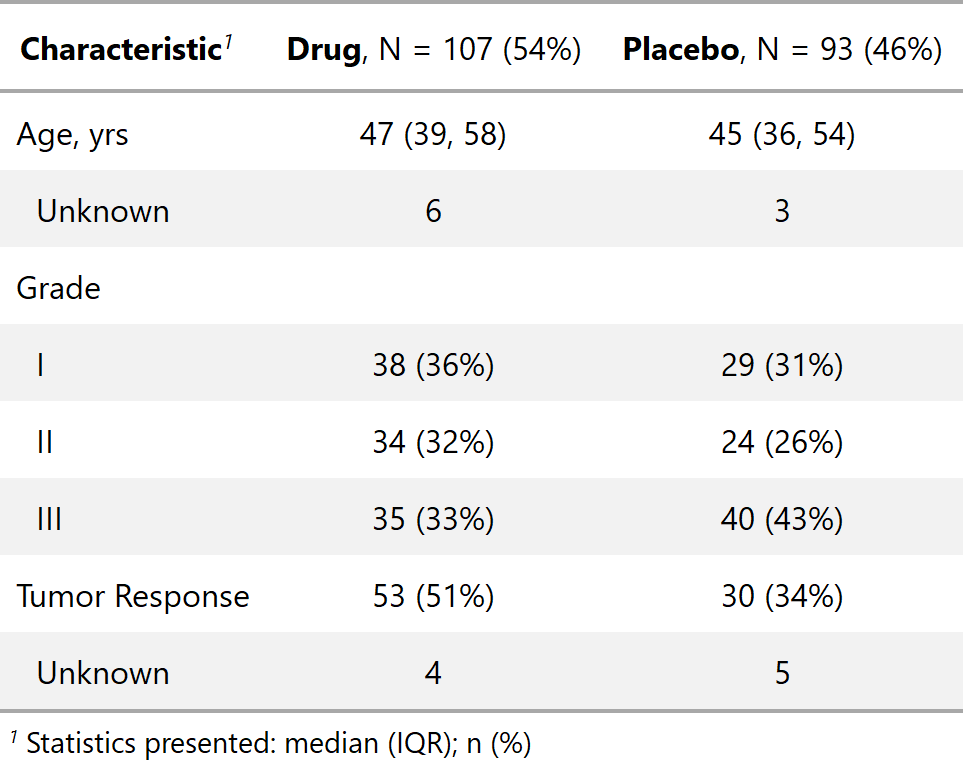 Characteristic1 Drug, N = 107 (54%) Placebo, N = 93 (46%)
Age, yrs 47 (39, 58) 45 (36, 54)
Unknown 6 3
Grade
I 38 (36%) 29 (31%)
II 34 (32%) 24 (26%)
III 35 (33%) 40 (43%)
Tumor Response 53 (51%) 30 (34%)
Unknown 4 5
1 Statistics presented: median (IQR); n (%)